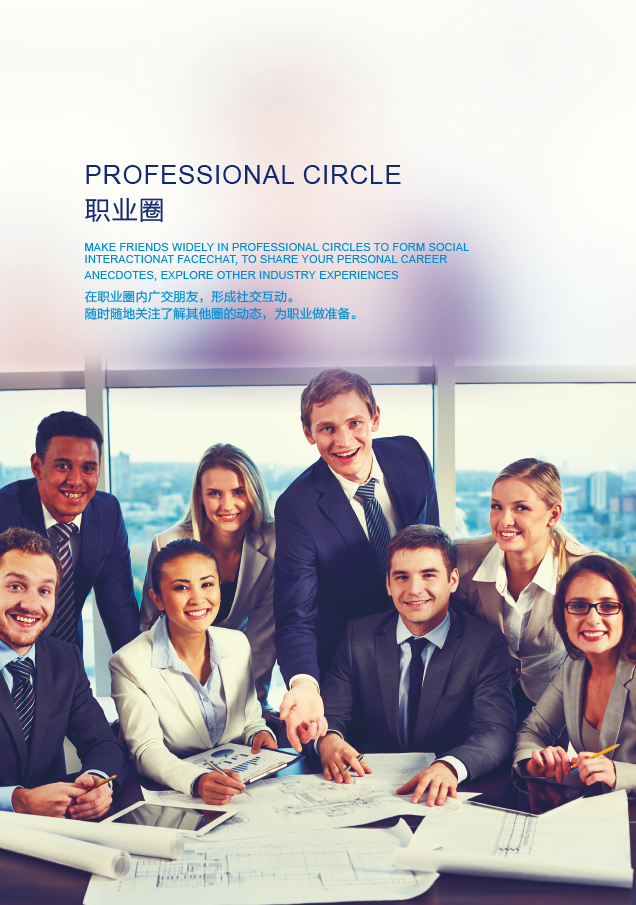 PROFESSIONAL CIRCLE
职业圈
MAKE FRIENDS WIDELY IN PROFESSIONAL CIRCLES TO FORM SOCIAL
INTERACTIONAT FACECHAT, TO SHARE YOUR PERSONAL CAREER
ANECDOTES, EXPLORE OTHER INDUSTRY EXPERIENCES
在职业圈内广交朋友，形成社交互动。
随时随地关注了解其他圈的动态，为职业做准备。